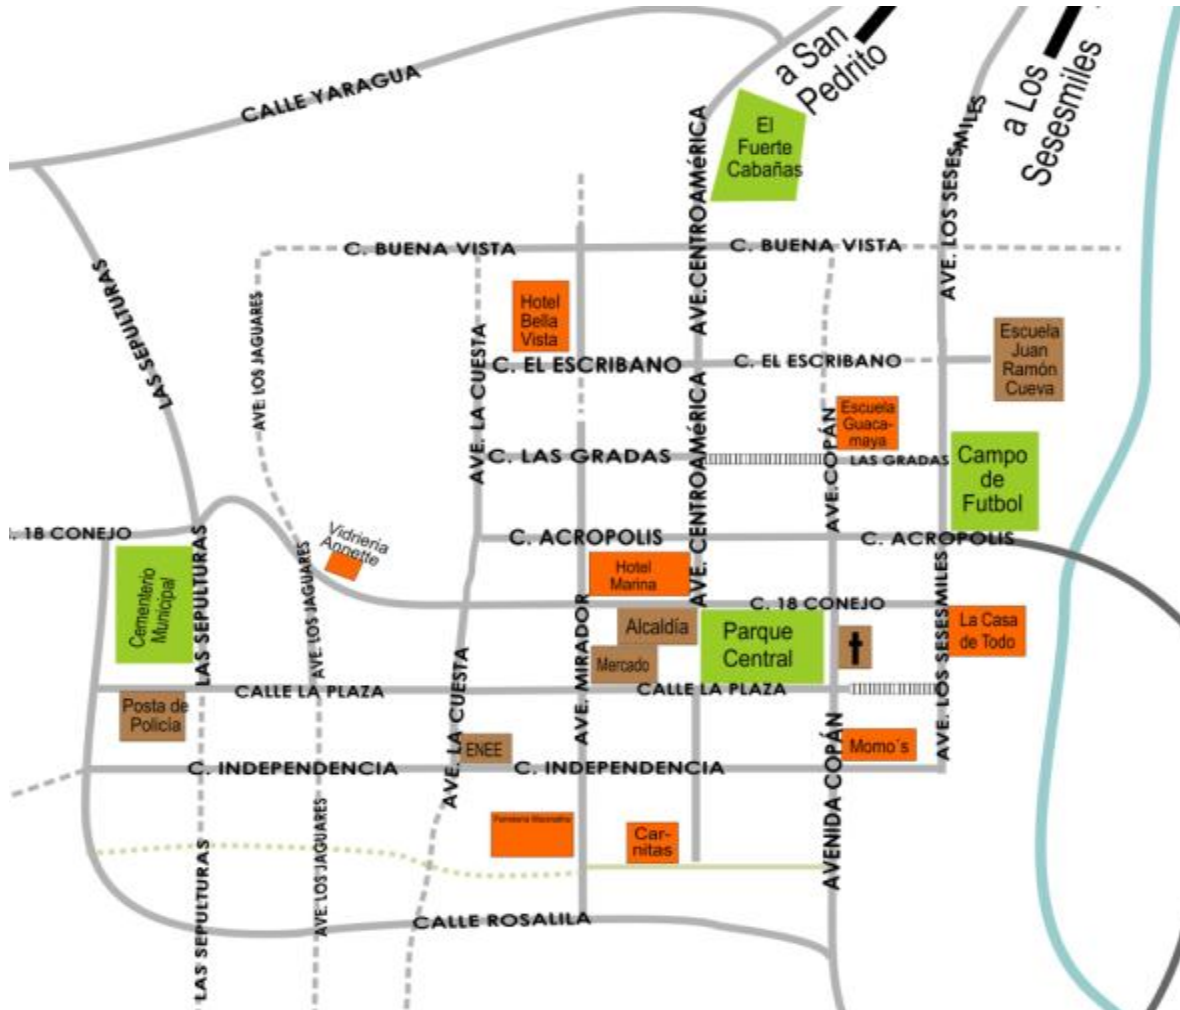 a San
Pedrito
a Los
Sesesmiles
CALLE YARAGUA
El
Fuerte
Cabañas
AVE.CENTROAMéRICA
AVE. LOS SESESMILES
C. BUENA VISTA
C. BUENA VISTA
LAS SEPULTURAS
AVE. LOS JAGUARES
Hotel
Bella
Vista
AVE. LA CUESTA
C. EL ESCRIBANO
C. EL ESCRIBANO
Escuela
Juan
Ramón
Cueva
AVE. CENTROAMéRICA
Escuela
Guaca-
maya
AVE.COPÁN
C. LAS GRADAS
LAS GRADAS
Campo
de
Futbol
. 18 CONEJO
Vidrieria
Annette
C. ACROPOLIS
C. ACROPOLIS
Cementerio
Municipal
LAS SEPULTURAS
AVE. LOS JAGUARES
Hotel
Marina
C. 18 CONEJO
AVE. LOS SESESMILES
Alcaldía
Parque
Central
La Casa
de Todo
Mercado
AVE. MIRADOR
AVE. LA CUESTA
CALLE LA PLAZA
CALLE LA PLAZA
Posta de
Policía
ENEE
Momo´s
C. INDEPENDENCIA
C. INDEPENDENCIA
AVENIDA COPÁN
Car-
nitas
LAS SEPULTURAS
AVE. LOS JAGUARES
CALLE ROSALILA